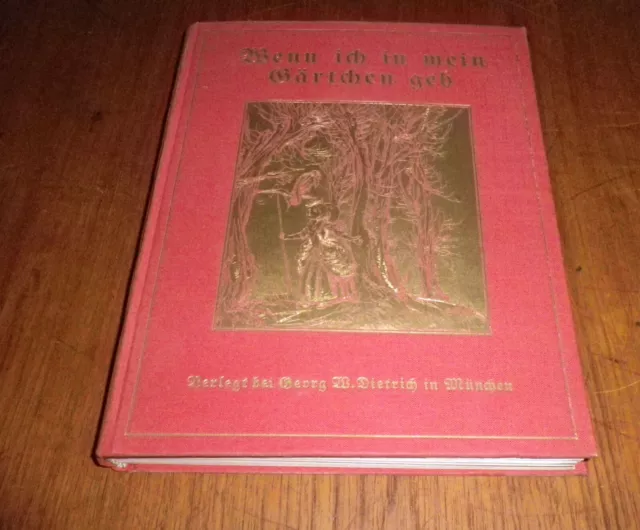 Wenn ich in mein
Gärtchen geh
Verlegt bei Georg W. Dietrich in München